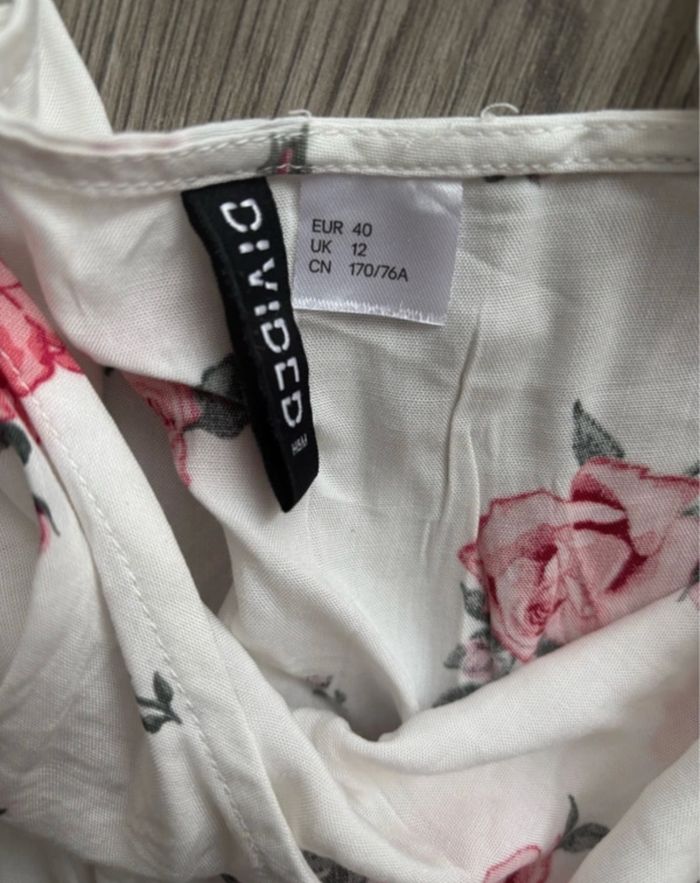 DIVIDED
H&M
EUR 40
UK 12
CN 170/76A